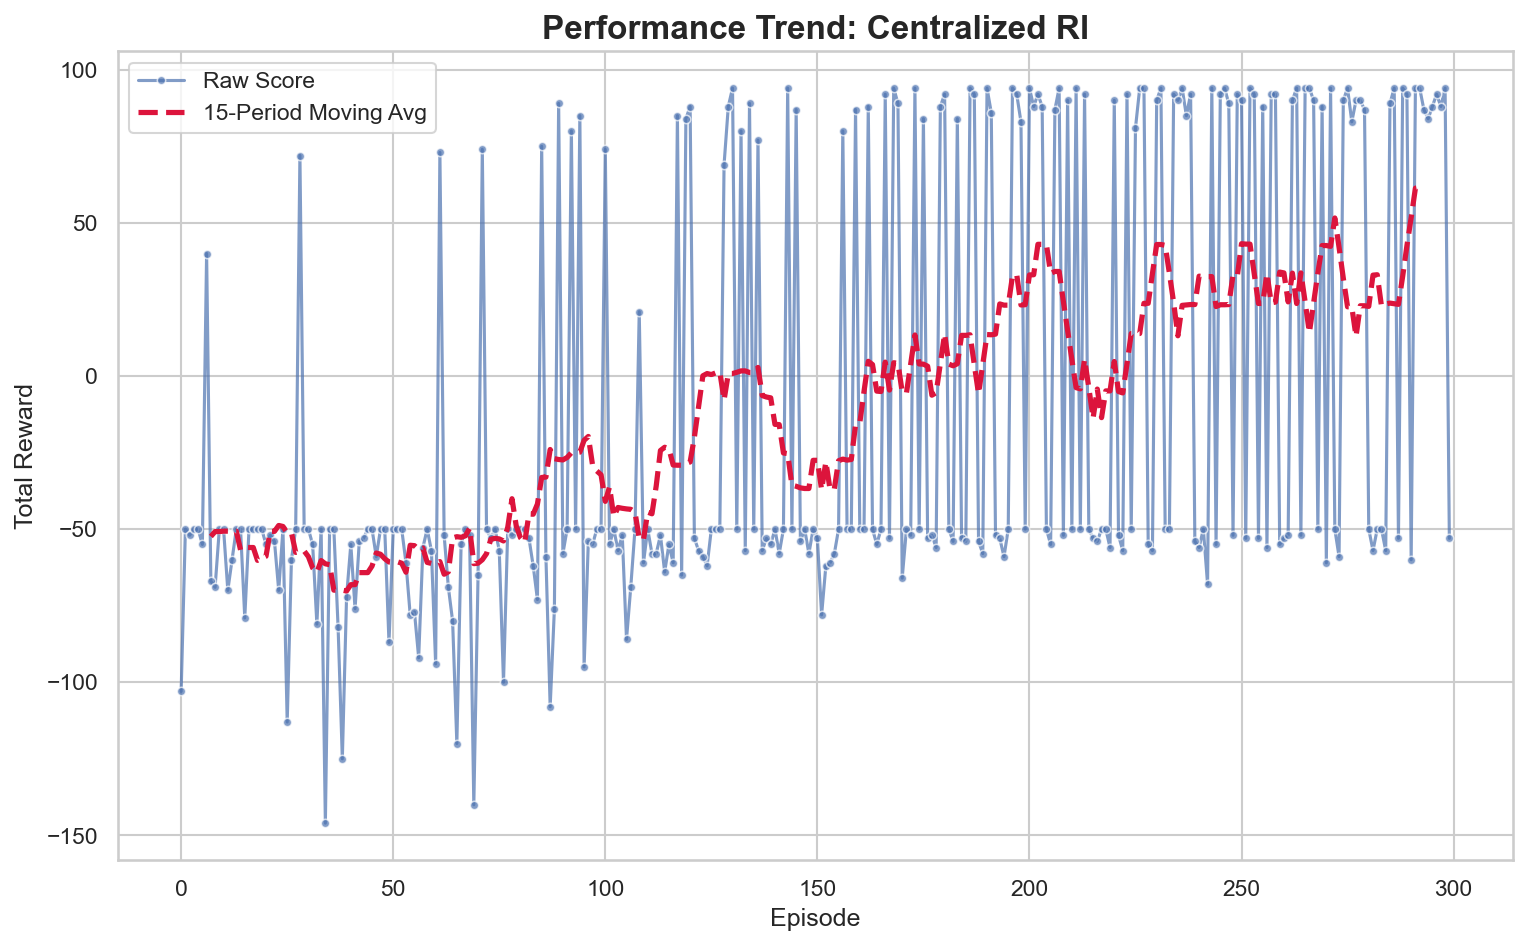 Performance Trend: Centralized Rl
Raw Score
15-Period Moving Avg
Total Reward
100
50
0
−50
−100
−150
0
50
100
150
200
250
300
Episode